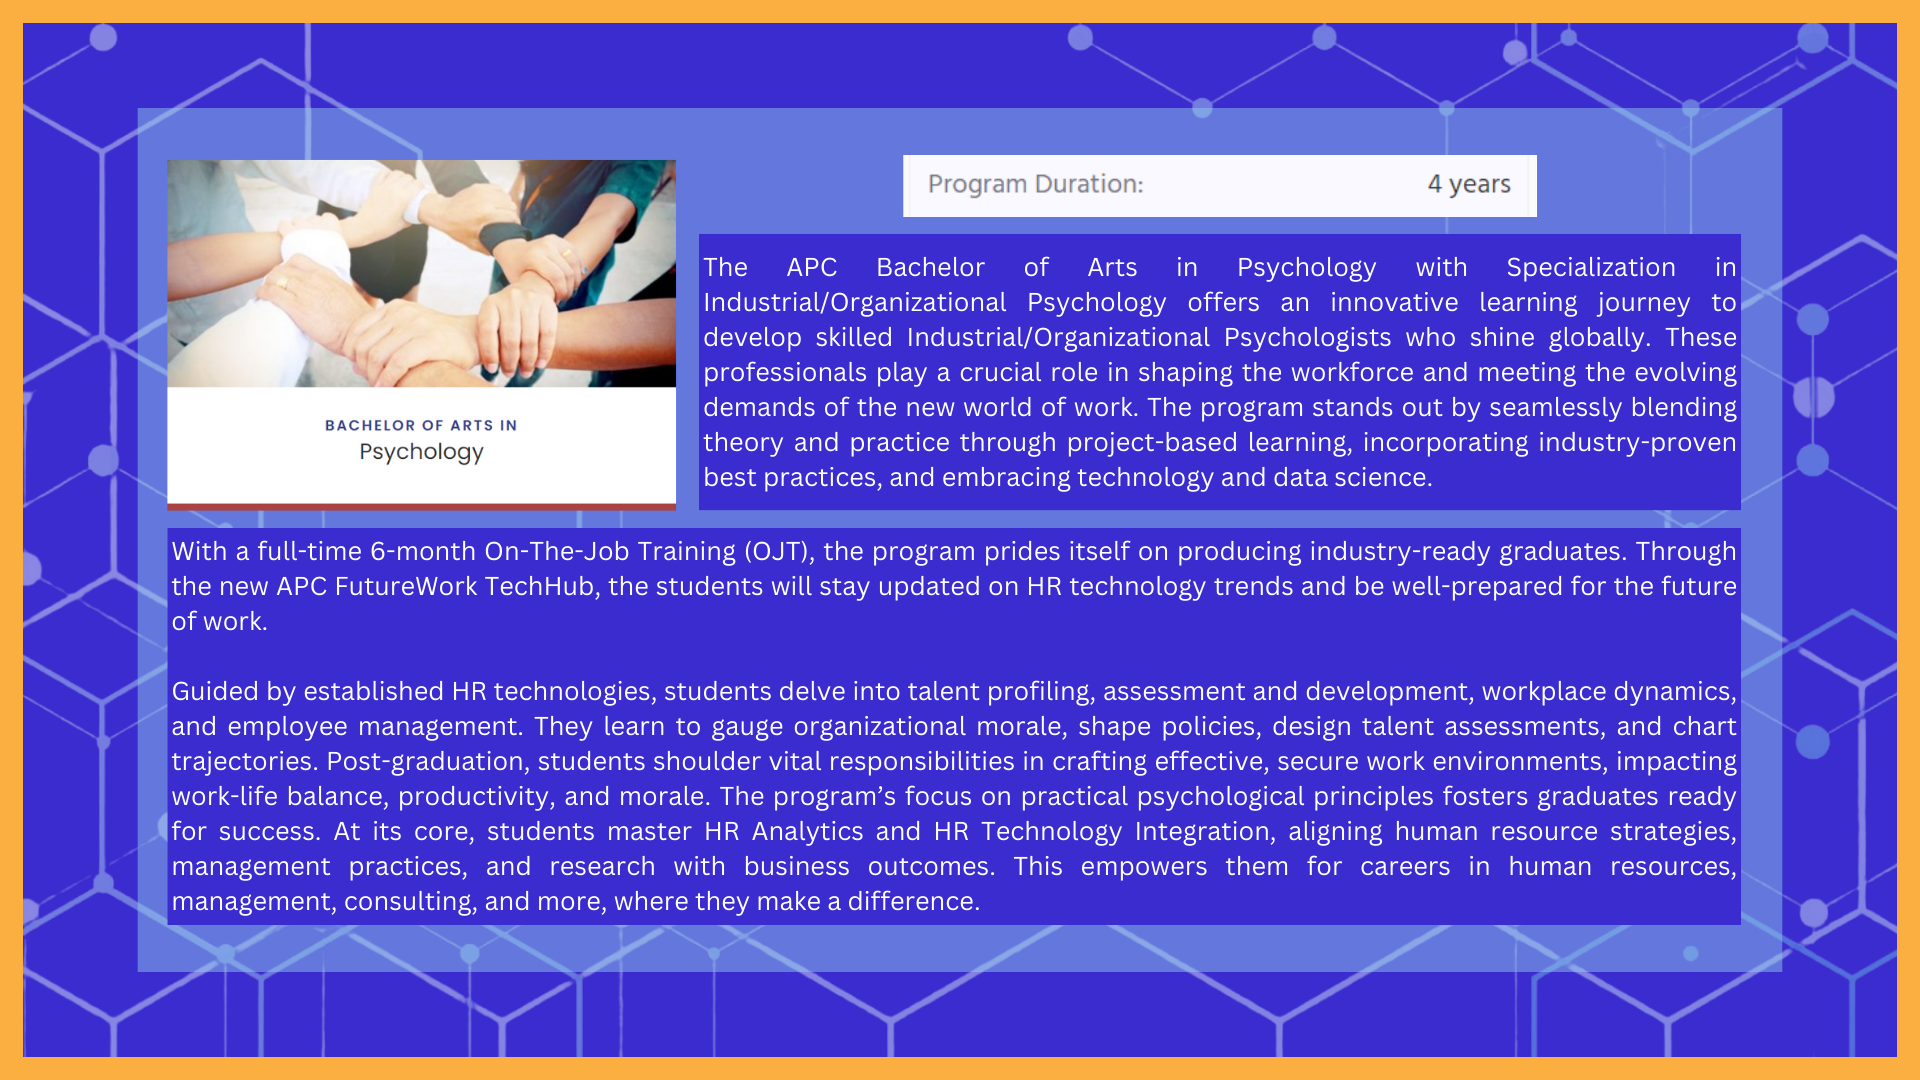 Program Duration: 4 years
BACHELOR OF ARTS IN
Psychology
The APC Bachelor of Arts in Psychology with Specialization in
Industrial/Organizational Psychology offers an innovative learning journey to
develop skilled Industrial/Organizational Psychologists who shine globally. These
professionals play a crucial role in shaping the workforce and meeting the evolving
demands of the new world of work. The program stands out by seamlessly blending
theory and practice through project-based learning, incorporating industry-proven
best practices, and embracing technology and data science.
With a full-time 6-month On-The-Job Training (OJT), the program prides itself on producing industry-ready graduates. Through
the new APC FutureWork TechHub, the students will stay updated on HR technology trends and be well-prepared for the future
of work.
Guided by established HR technologies, students delve into talent profiling, assessment and development, workplace dynamics,
and employee management. They learn to gauge organizational morale, shape policies, design talent assessments, and chart
trajectories. Post-graduation, students shoulder vital responsibilities in crafting effective, secure work environments, impacting
work-life balance, productivity, and morale. The program’s focus on practical psychological principles fosters graduates ready
for success. At its core, students master HR Analytics and HR Technology Integration, aligning human resource strategies,
management practices, and research with business outcomes. This empowers them for careers in human resources,
management, consulting, and more, where they make a difference.